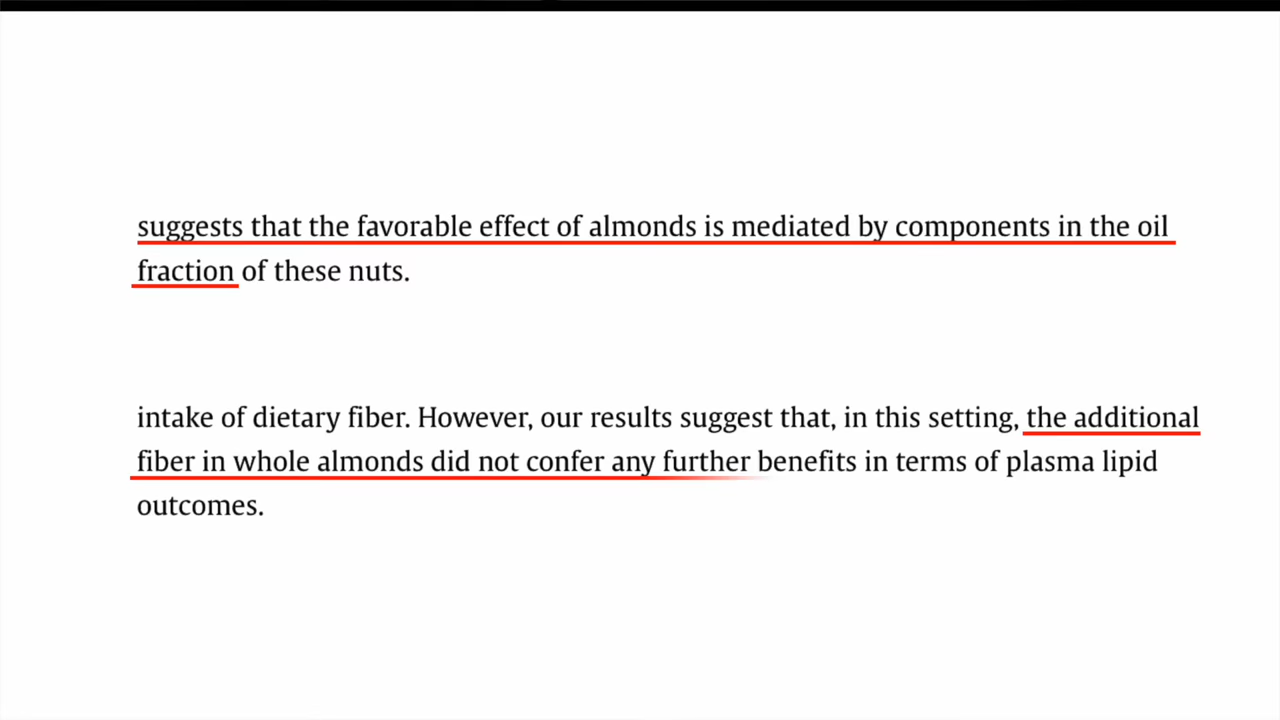 suggests that the favorable effect of almonds is mediated by components in the oil
fraction of these nuts.
intake of dietary fiber. However, our results suggest that, in this setting, the additional
fiber in whole almonds did not confer any further benefits in terms of plasma lipid
outcomes.